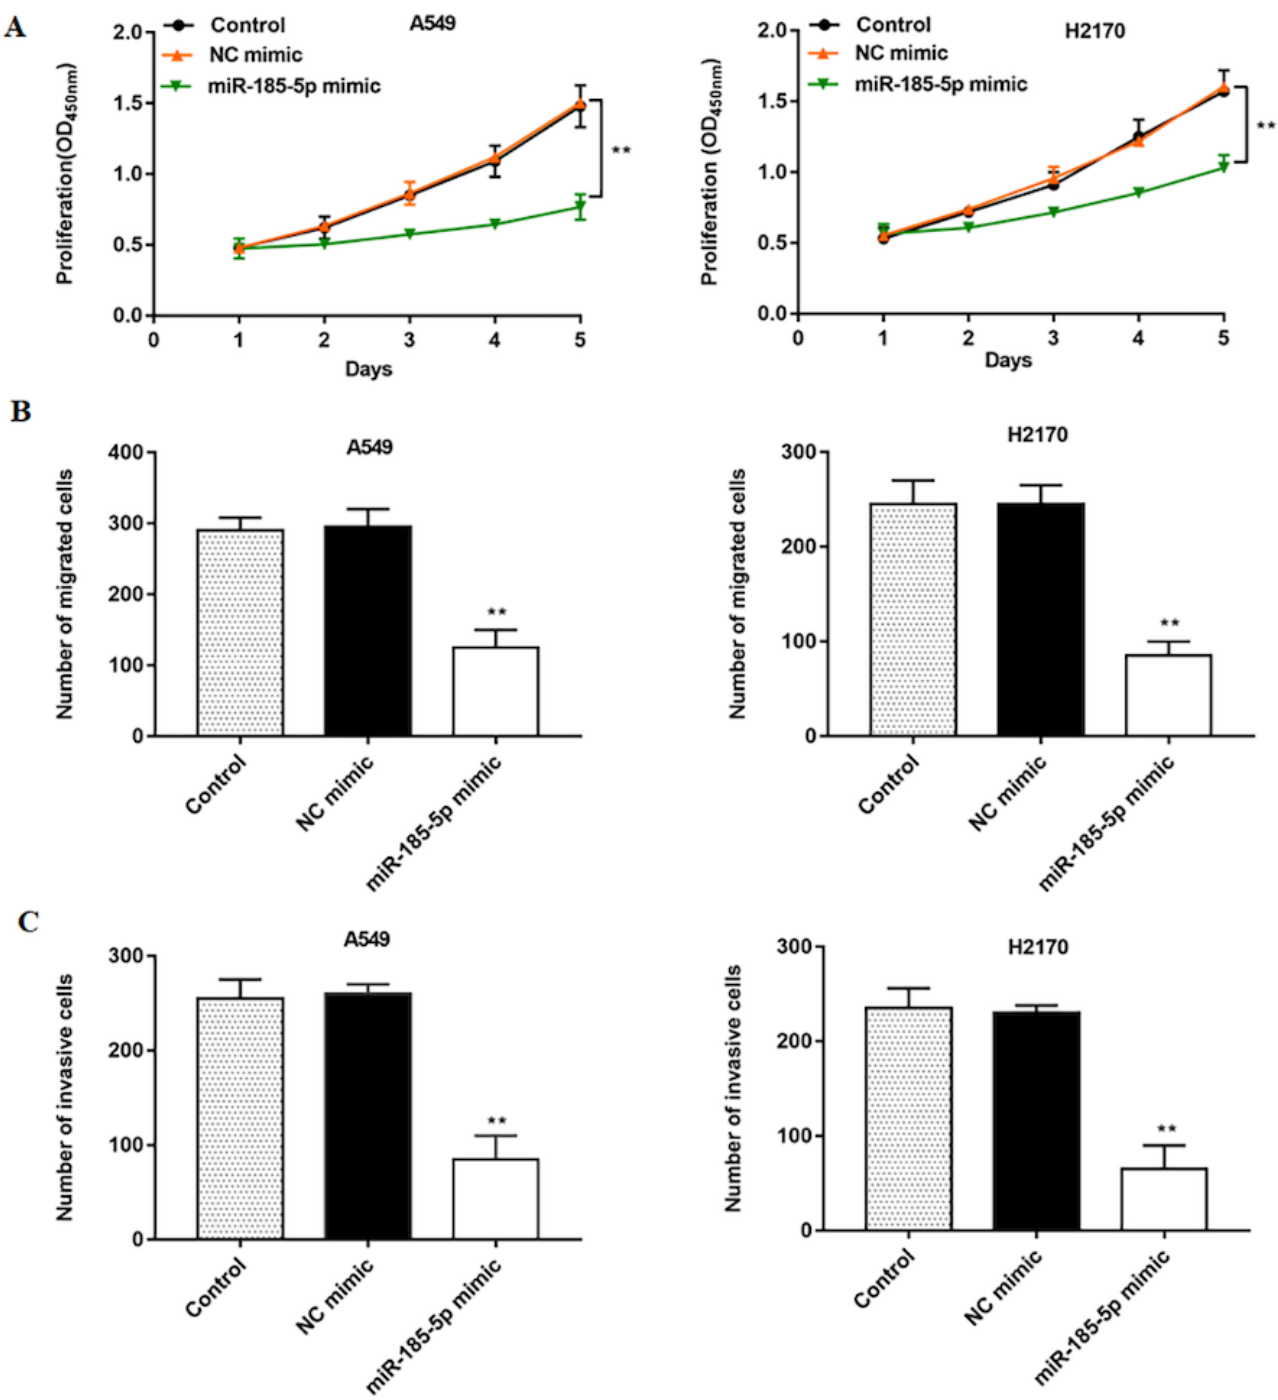 A
Control
NC mimic
miR-185-5p mimic
A549
Proliferation(OD450nm)
2.0
1.5
1.0
0.5
0.0
0 1 2 3 4 5
Days
**
Control
NC mimic
miR-185-5p mimic
H2170
Proliferation (OD450nm)
2.0
1.5
1.0
0.5
0.0
0 1 2 3 4 5
Days
**
B
A549
Number of migrated cells
400
300
200
100
0
**
Control
NC mimic
miR-185-5p mimic
H2170
Number of migrated cells
300
200
100
0
**
Control
NC mimic
miR-185-5p mimic
C
A549
Number of invasive cells
300
200
100
0
**
Control
NC mimic
miR-185-5p mimic
H2170
Number of invasive cells
300
200
100
0
**
Control
NC mimic
miR-185-5p mimic